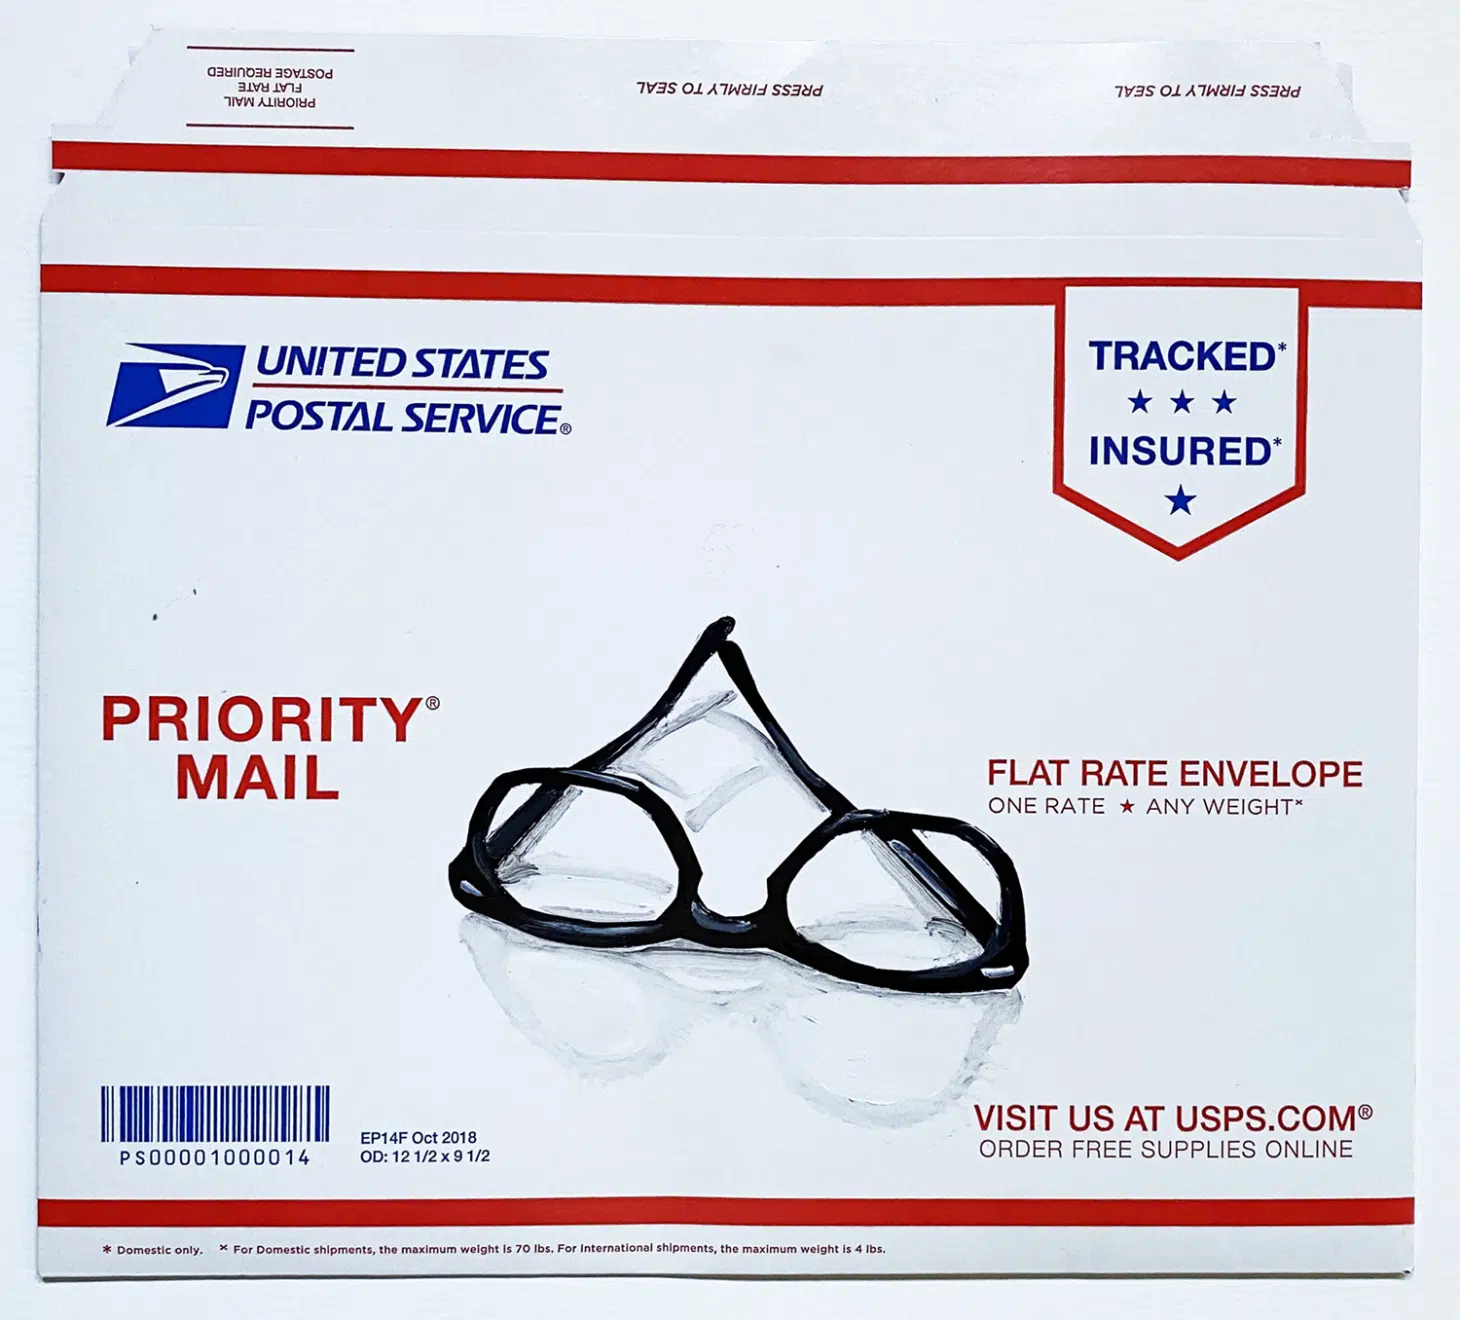 PRIORITY MAIL
FLAT RATE
POSTAGE REQUIRED
PRESS FIRMLY TO SEAL
PRESS FIRMLY TO SEAL
UNITED STATES
POSTAL SERVICE®
TRACKED*
★ ★ ★
INSURED*
★
PRIORITY®
MAIL
FLAT RATE ENVELOPE
ONE RATE ★ ANY WEIGHT×
PS00001000014
EP14F Oct 2018
OD: 12 1/2 x 9 1/2
VISIT US AT USPS.COM®
ORDER FREE SUPPLIES ONLINE
* Domestic only. × For Domestic shipments, the maximum weight is 70 lbs. For International shipments, the maximum weight is 4 lbs.